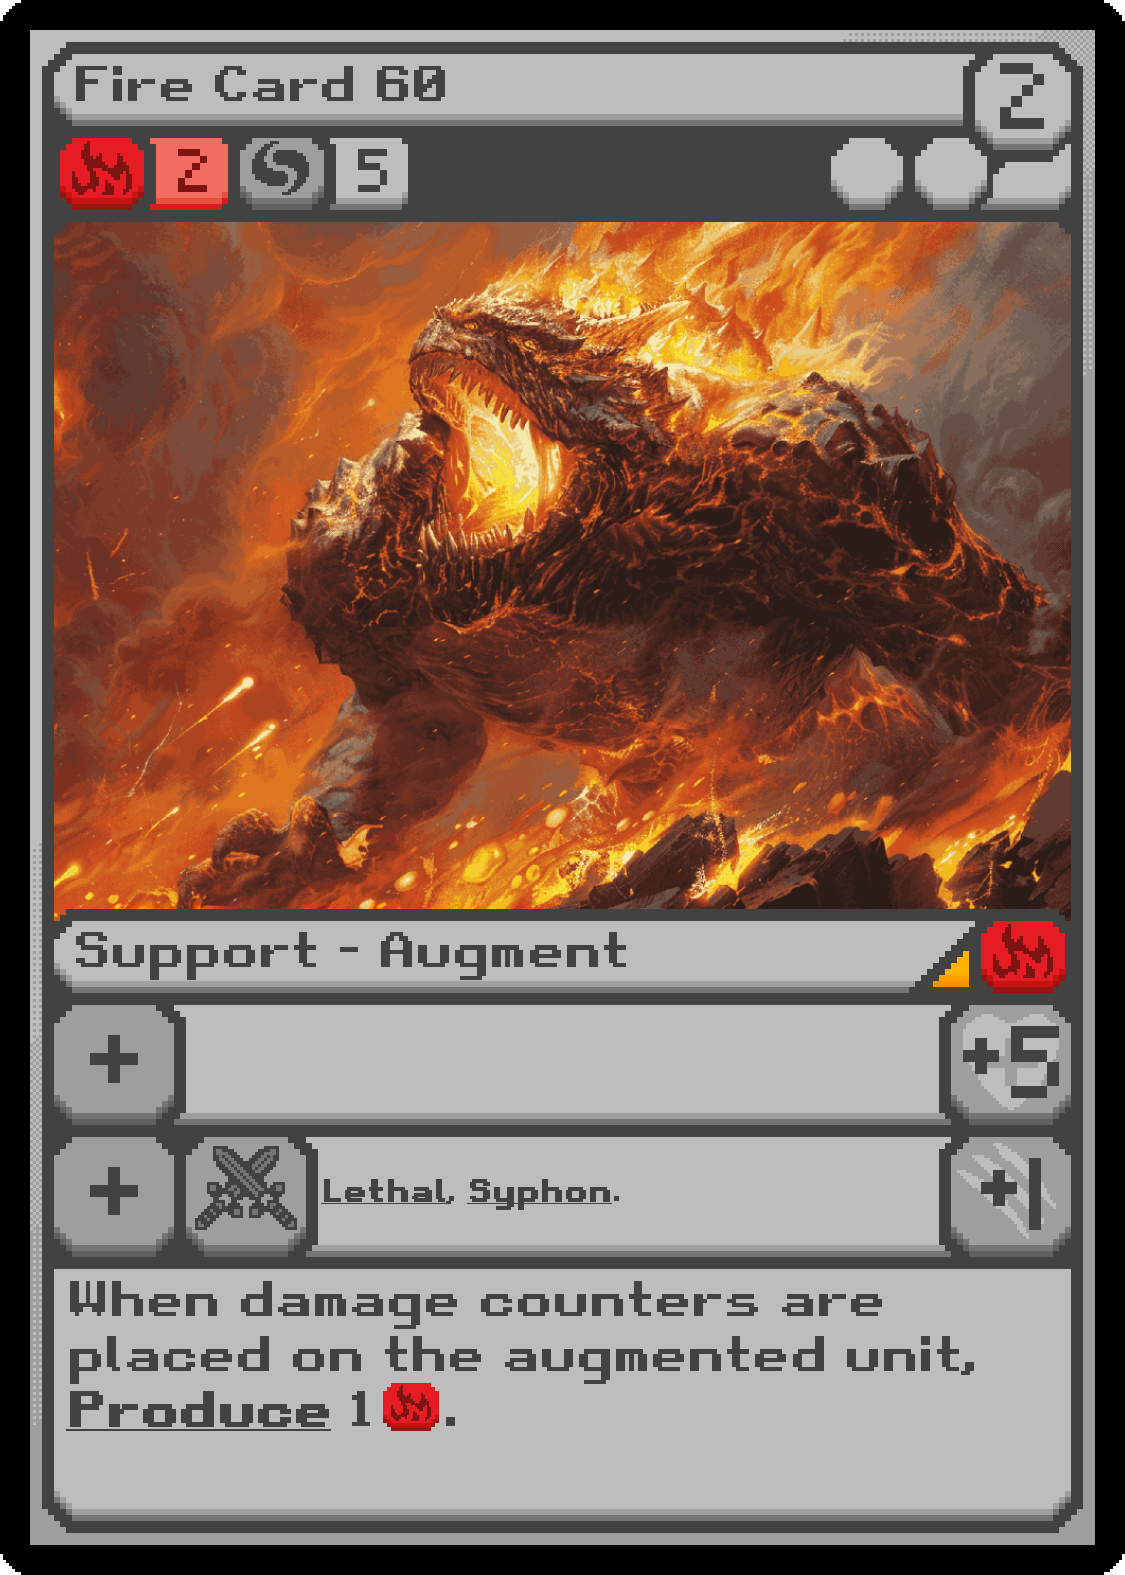 Fire Card 60
2
2 5
Support - Augment
+ +5
+ Lethal, Syphon. +1
When damage counters are
placed on the augmented unit,
Produce 1 .